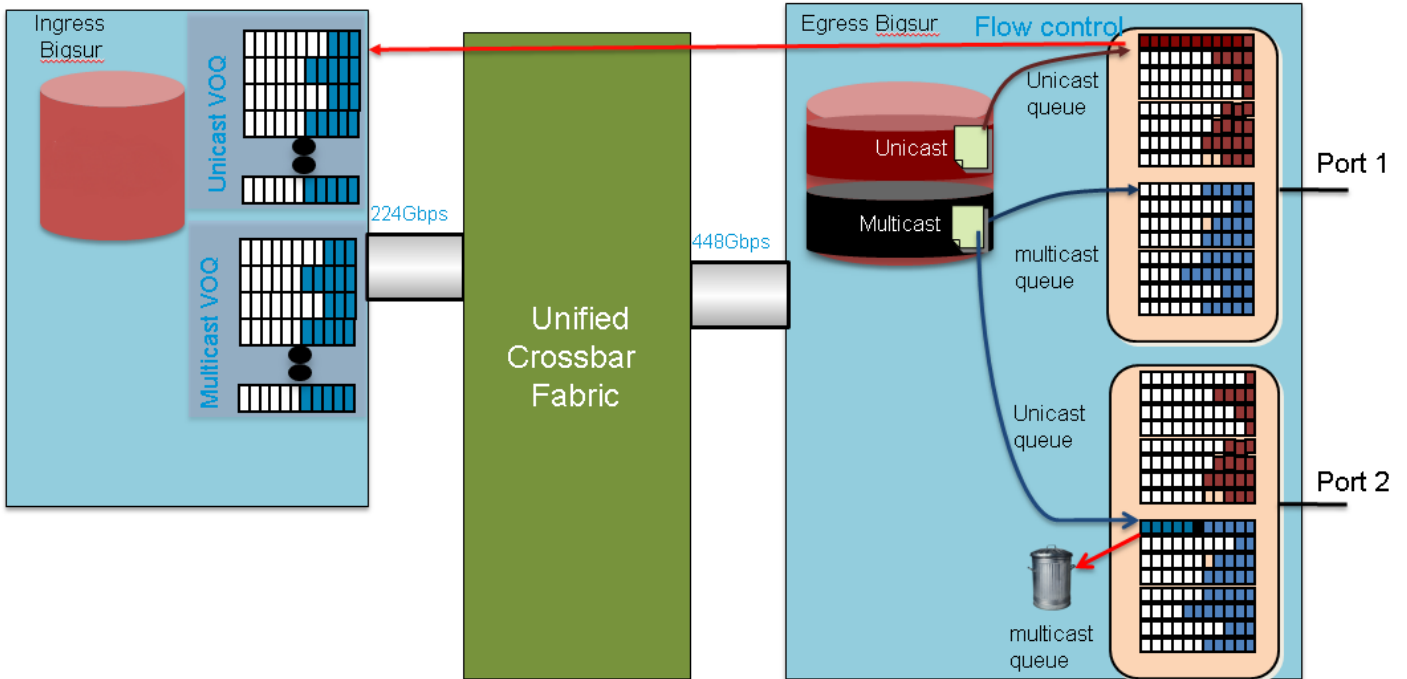 Ingress
Bigsur
Unicast VOQ
Multicast VOQ
224Gbps
Unified
Crossbar
Fabric
448Gbps
Egress Bigsur
Flow control
Unicast
queue
Unicast
Multicast
multicast
queue
Port 1
Unicast
queue
Port 2
multicast
queue